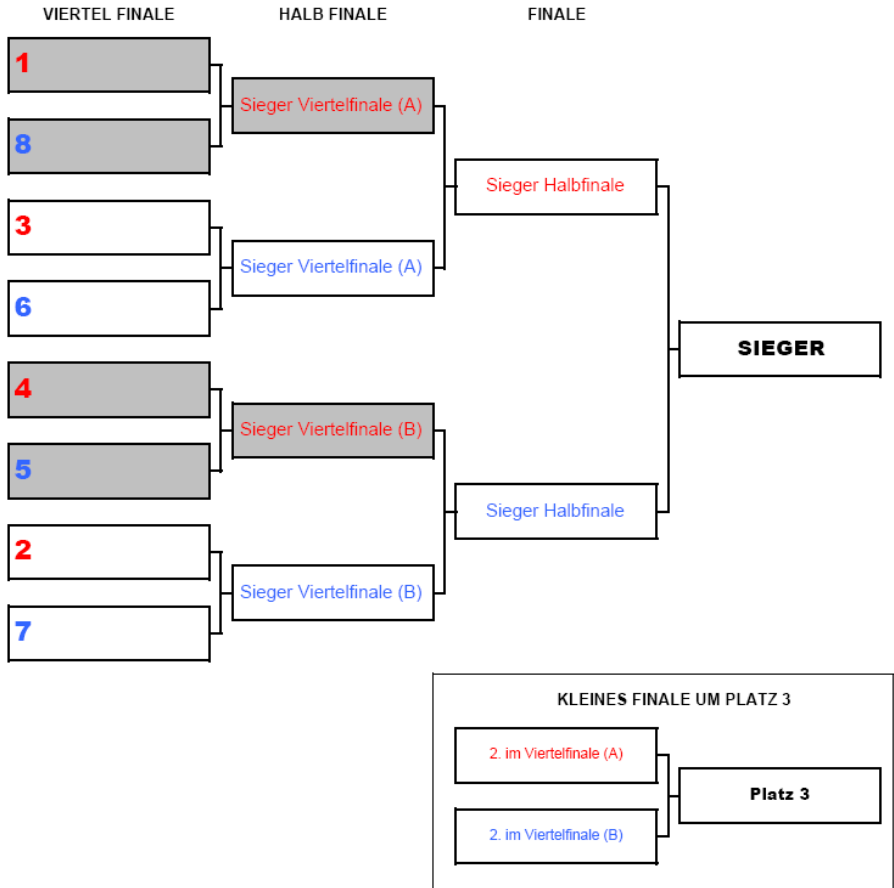 VIERTEL FINALE
HALB FINALE
FINALE
1
8
3
6
4
5
2
7
Sieger Viertelfinale (A)
Sieger Viertelfinale (A)
Sieger Viertelfinale (B)
Sieger Viertelfinale (B)
Sieger Halbfinale
Sieger Halbfinale
SIEGER
KLEINES FINALE UM PLATZ 3
2. im Viertelfinale (A)
2. im Viertelfinale (B)
Platz 3